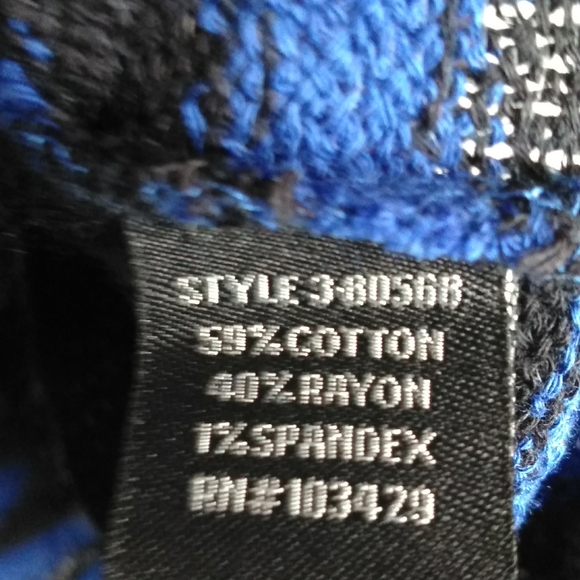 STYLE 3-80568
59% COTTON
40% RAYON
1% SPANDEX
RN# 103429